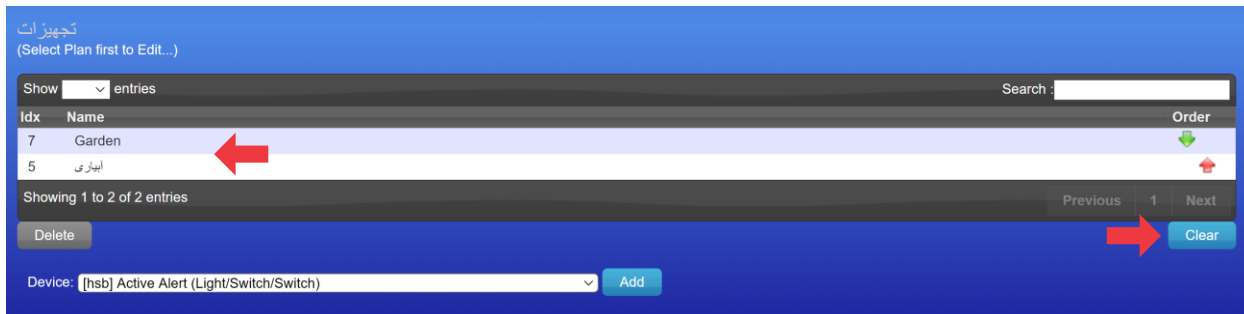 تجهیزات
(Select Plan first to Edit...)
Show entries Search :
Idx Name Order
7 Garden
5 ابیاری
Showing 1 to 2 of 2 entries Previous 1 Next
Delete Clear
Device: [hsb] Active Alert (Light/Switch/Switch) Add